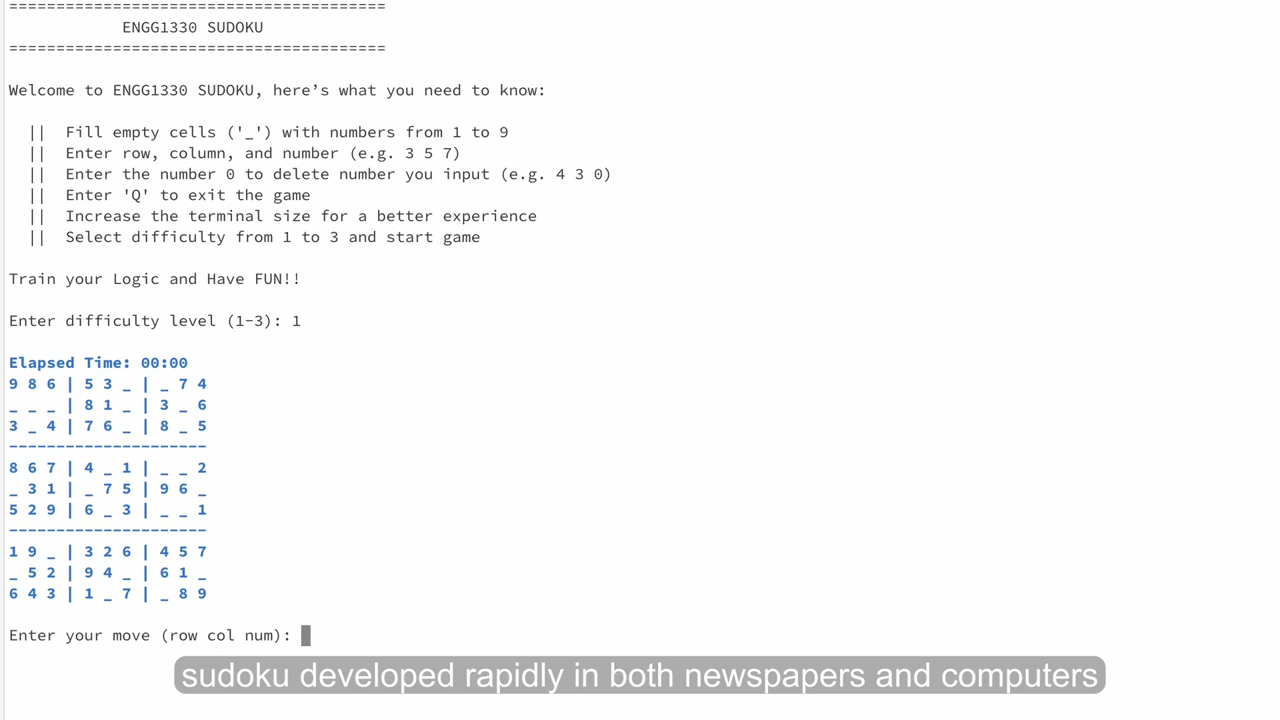 ========================================
ENGG1330 SUDOKU
========================================
Welcome to ENGG1330 SUDOKU, here’s what you need to know:
||  Fill empty cells ('_') with numbers from 1 to 9
||  Enter row, column, and number (e.g. 3 5 7)
||  Enter the number 0 to delete number you input (e.g. 4 3 0)
||  Enter 'Q' to exit the game
||  Increase the terminal size for a better experience
||  Select difficulty from 1 to 3 and start game
Train your Logic and Have FUN!!
Enter difficulty level (1-3): 1
Elapsed Time: 00:00
9 8 6 | 5 3 _ | _ 7 4
_ _ _ | 8 1 _ | 3 _ 6
3 _ 4 | 7 6 _ | 8 _ 5
---------------------
8 6 7 | 4 _ 1 | _ _ 2
_ 3 1 | _ 7 5 | 9 6 _
5 2 9 | 6 _ 3 | _ _ 1
---------------------
1 9 _ | 3 2 6 | 4 5 7
_ 5 2 | 9 4 _ | 6 1 _
6 4 3 | 1 _ 7 | _ 8 9
Enter your move (row col num):
sudoku developed rapidly in both newspapers and computers